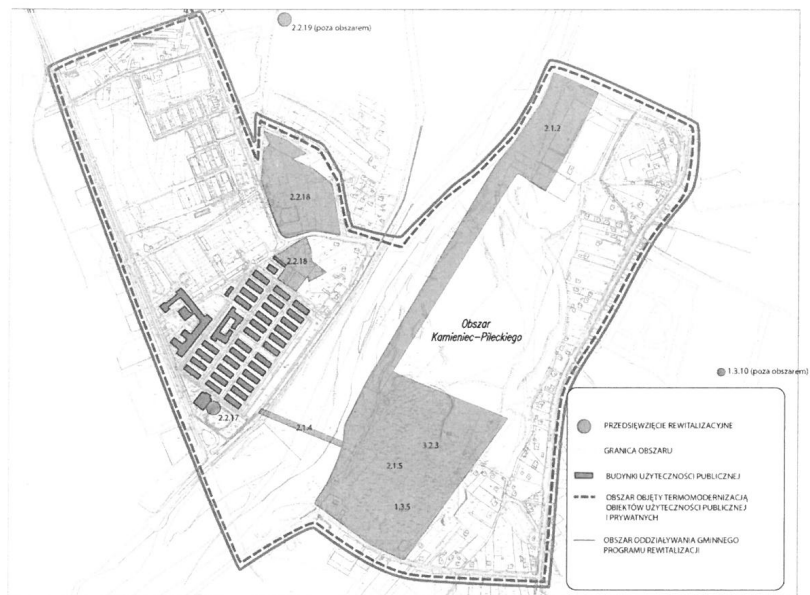 2.2.19 (poza obszarem)
2.1.2
2.2.16
2.2.18
Obszar
Kamieniec-Piłeckiego
1.3.10 (poza obszarem)
2.2.17
2.1.4
3.2.3
2.1.5
1.3.5
PRZEDSIĘWZIĘCIE REWITALIZACYJNE
GRANICA OBSZARU
BUDYNKI UŻYTECZNOŚCI PUBLICZNEJ
OBSZAR OBJĘTY TERMOMODERNIZACJĄ
OBIEKTÓW UŻYTECZNOŚCI PUBLICZNEJ
I PRYWATNYCH
OBSZAR ODDZIAŁYWANIA GMINNEGO
PROGRAMU REWITALIZACJI